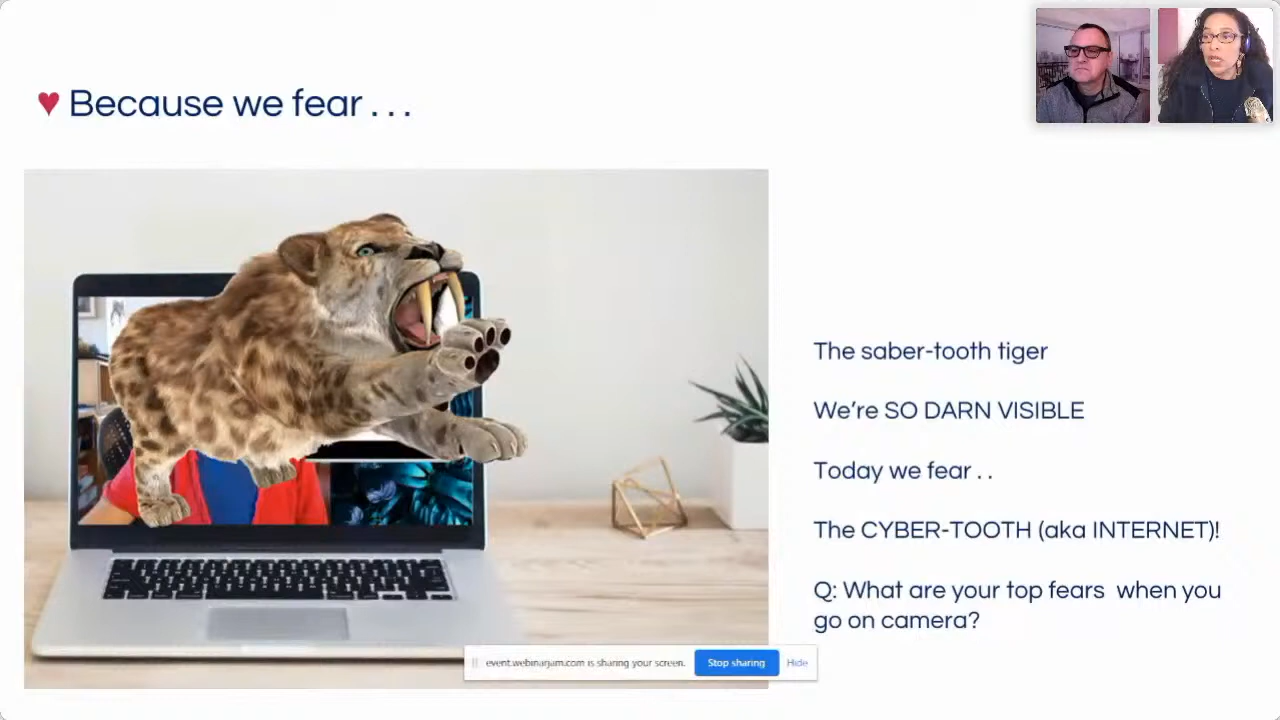 ♥ Because we fear . . .
The saber-tooth tiger
We're SO DARN VISIBLE
Today we fear . .
The CYBER-TOOTH (aka INTERNET)!
Q: What are your top fears when you
go on camera?
event.webinarjam.com is sharing your screen. Stop sharing Hide